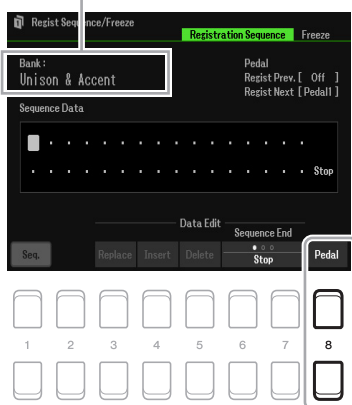 Regist Sequence/Freeze
Registration Sequence Freeze
Bank:
Unison & Accent
Pedal
Regist Prev.[ Off ]
Regist Next [Pedal1]
Sequence Data
Stop
Data Edit
Sequence End
Seq. Replace Insert Delete Stop Pedal
1 2 3 4 5 6 7 8